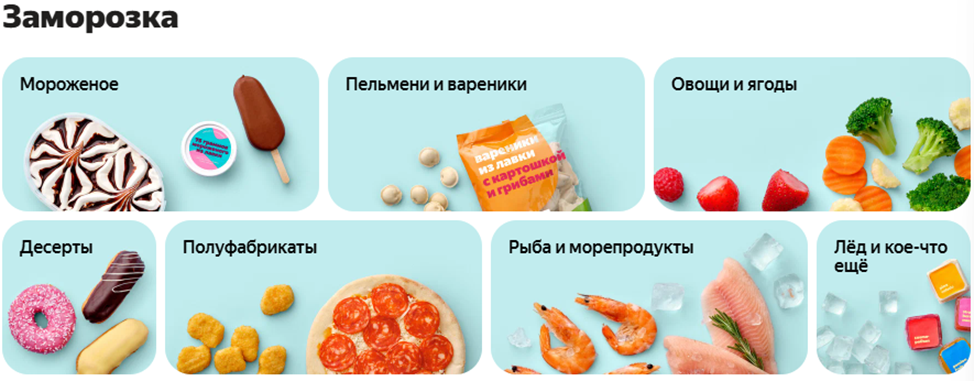 Заморозка
Мороженое
Пельмени и вареники
Овощи и ягоды
вареники
из лавки
с картошкой
и грибами
Десерты
Полуфабрикаты
Рыба и морепродукты
Лёд и кое-что
ещё